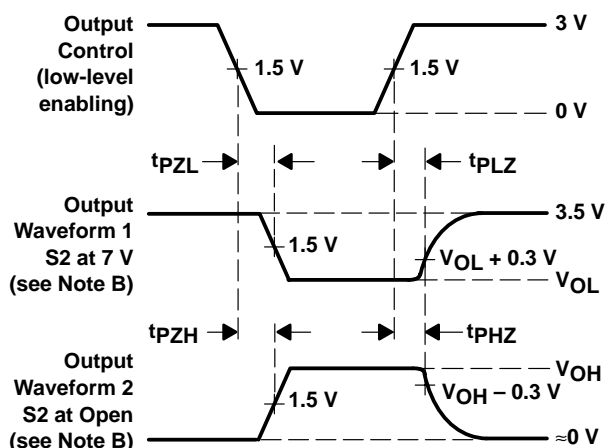 Output
Control
(low-level
enabling)
1.5 V
1.5 V
3 V
0 V
tPZL
tPLZ
Output
Waveform 1
S2 at 7 V
(see Note B)
1.5 V
3.5 V
VOL + 0.3 V
VOL
tPZH
tPHZ
Output
Waveform 2
S2 at Open
(see Note B)
1.5 V
VOH
VOH – 0.3 V
≈0 V